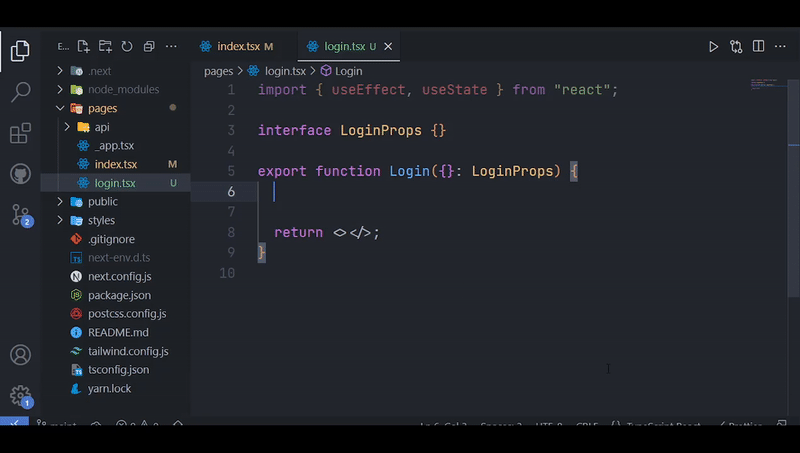 E...
index.tsx M
login.tsx U
pages > login.tsx > Login
.next
node_modules
pages
api
_app.tsx
index.tsx M
login.tsx U
public
styles
.gitignore
next-env.d.ts
next.config.js
package.json
postcss.config.js
README.md
tailwind.config.js
tsconfig.json
yarn.lock
2
1
1 import { useEffect, useState } from "react";
2
3 interface LoginProps {}
4
5 export function Login({}: LoginProps) {
6
7
8 return <></>;
9 }
10